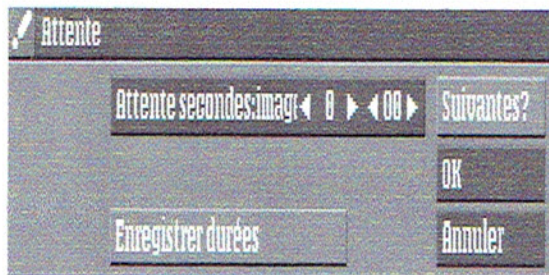 Attente
Attente secondes:imag 0 00 Suivantes?
OK
Enregistrer durées Annuler